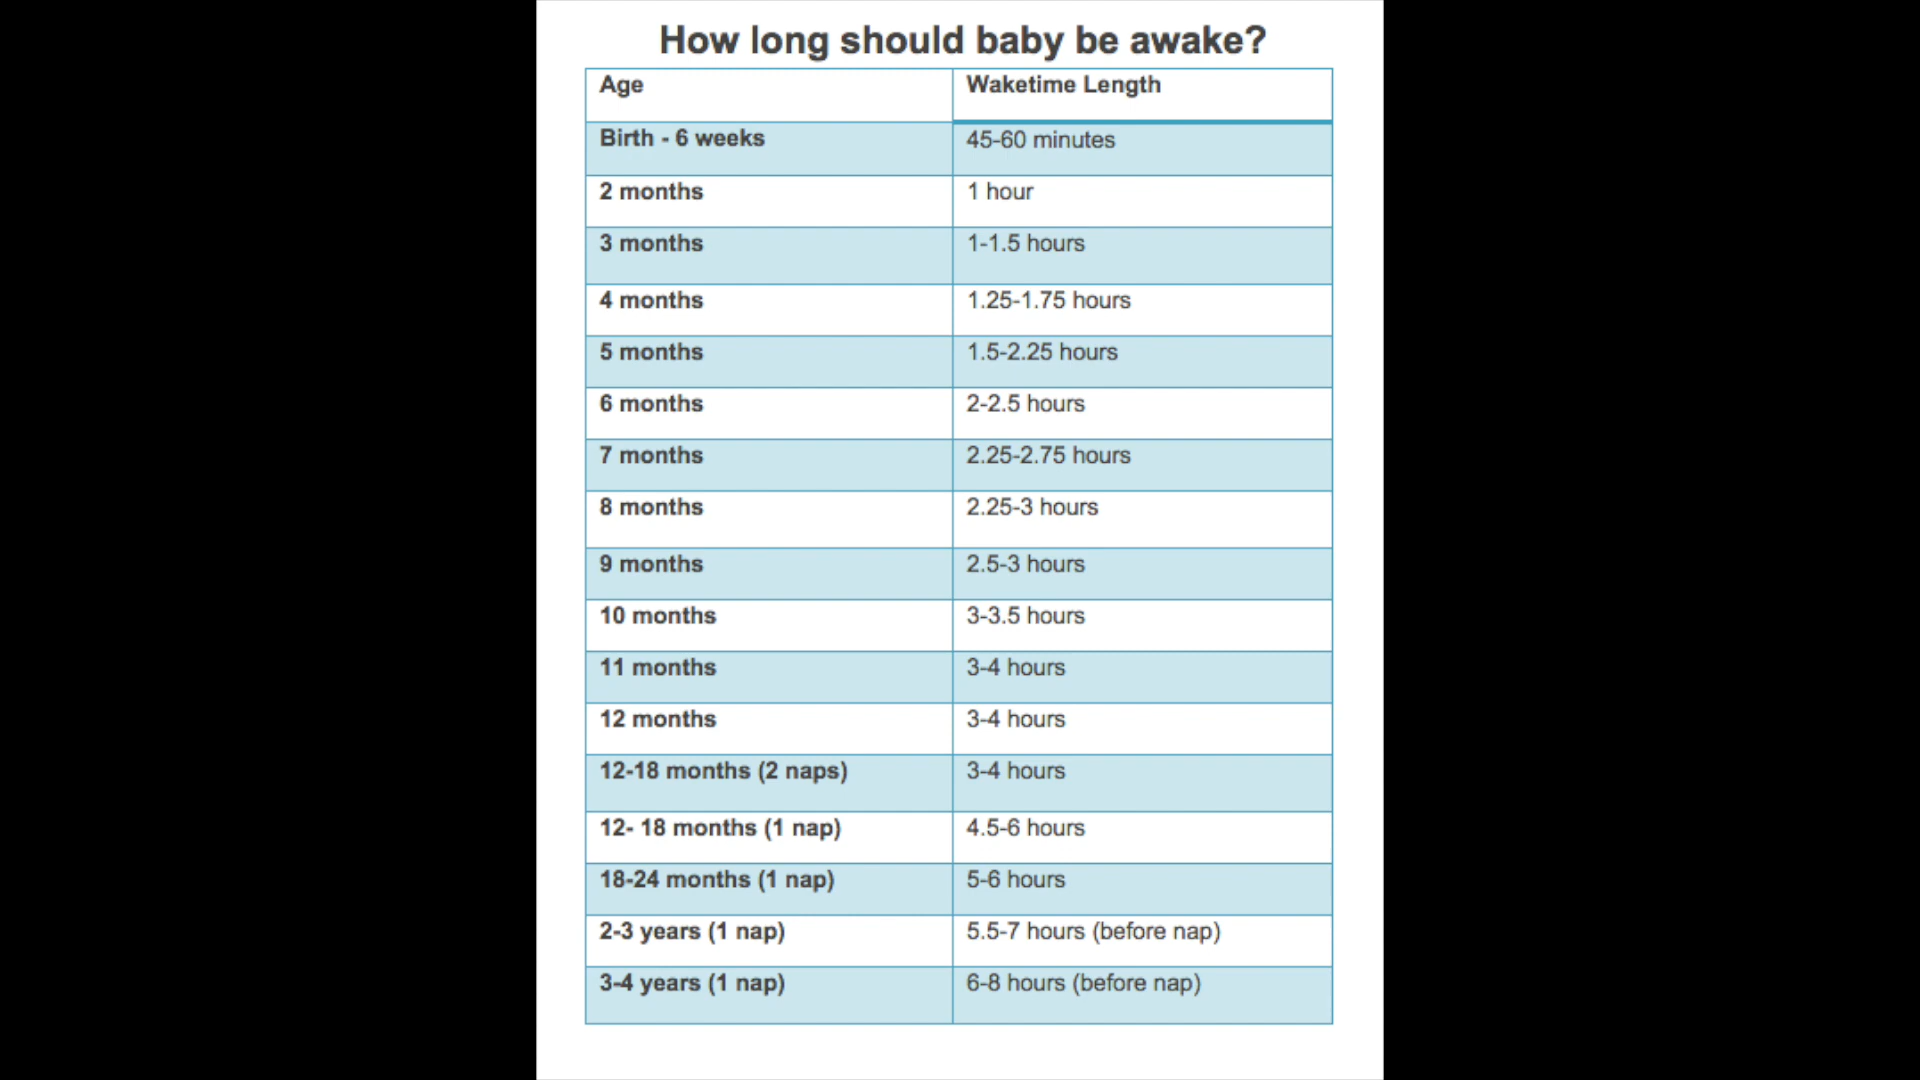 How long should baby be awake?
Age Waketime Length
Birth - 6 weeks 45-60 minutes
2 months 1 hour
3 months 1-1.5 hours
4 months 1.25-1.75 hours
5 months 1.5-2.25 hours
6 months 2-2.5 hours
7 months 2.25-2.75 hours
8 months 2.25-3 hours
9 months 2.5-3 hours
10 months 3-3.5 hours
11 months 3-4 hours
12 months 3-4 hours
12-18 months (2 naps) 3-4 hours
12- 18 months (1 nap) 4.5-6 hours
18-24 months (1 nap) 5-6 hours
2-3 years (1 nap) 5.5-7 hours (before nap)
3-4 years (1 nap) 6-8 hours (before nap)